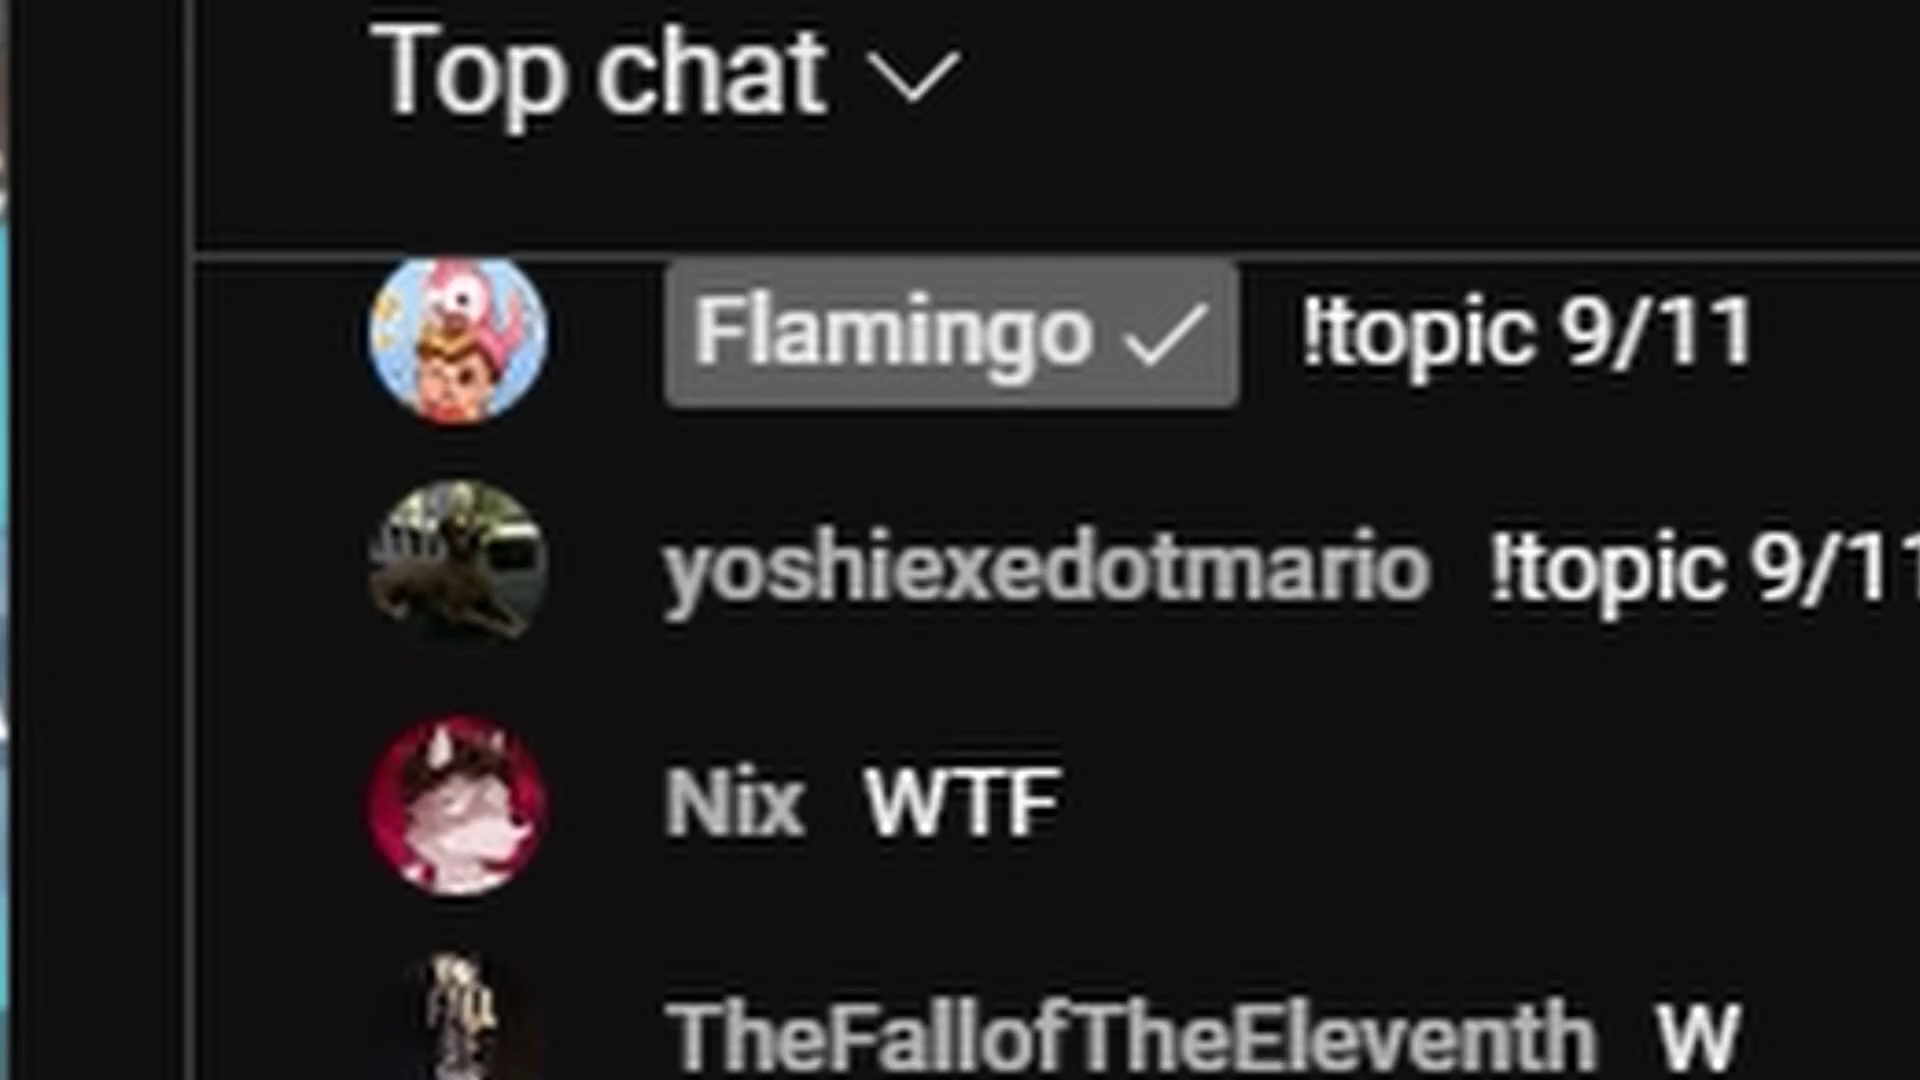 Top chat
Flamingo !topic 9/11
yoshiexedotmario !topic 9/11
Nix WTF
TheFallofTheEleventh W